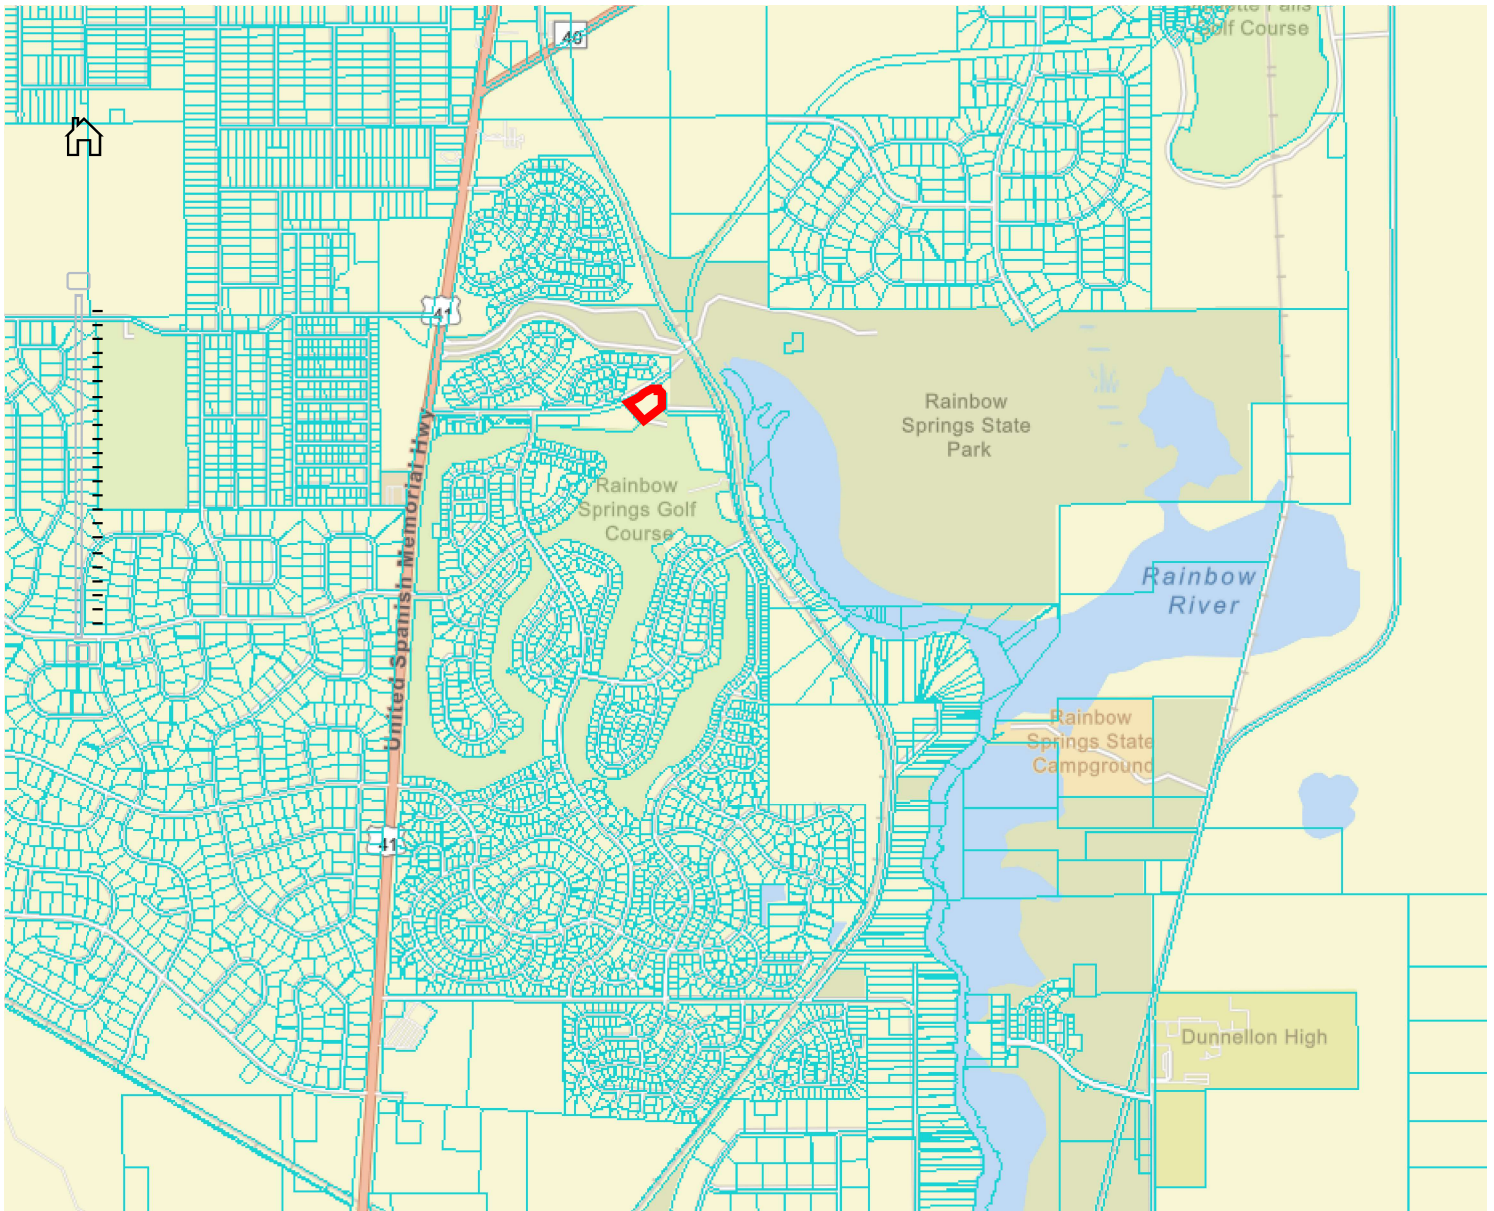 Golf Course
40
41
Rainbow
Springs State
Park
Rainbow
Springs Golf
Course
Rainbow
River
United Spanish Memorial Hwy
Rainbow
Springs State
Campground
41
Dunnellon High